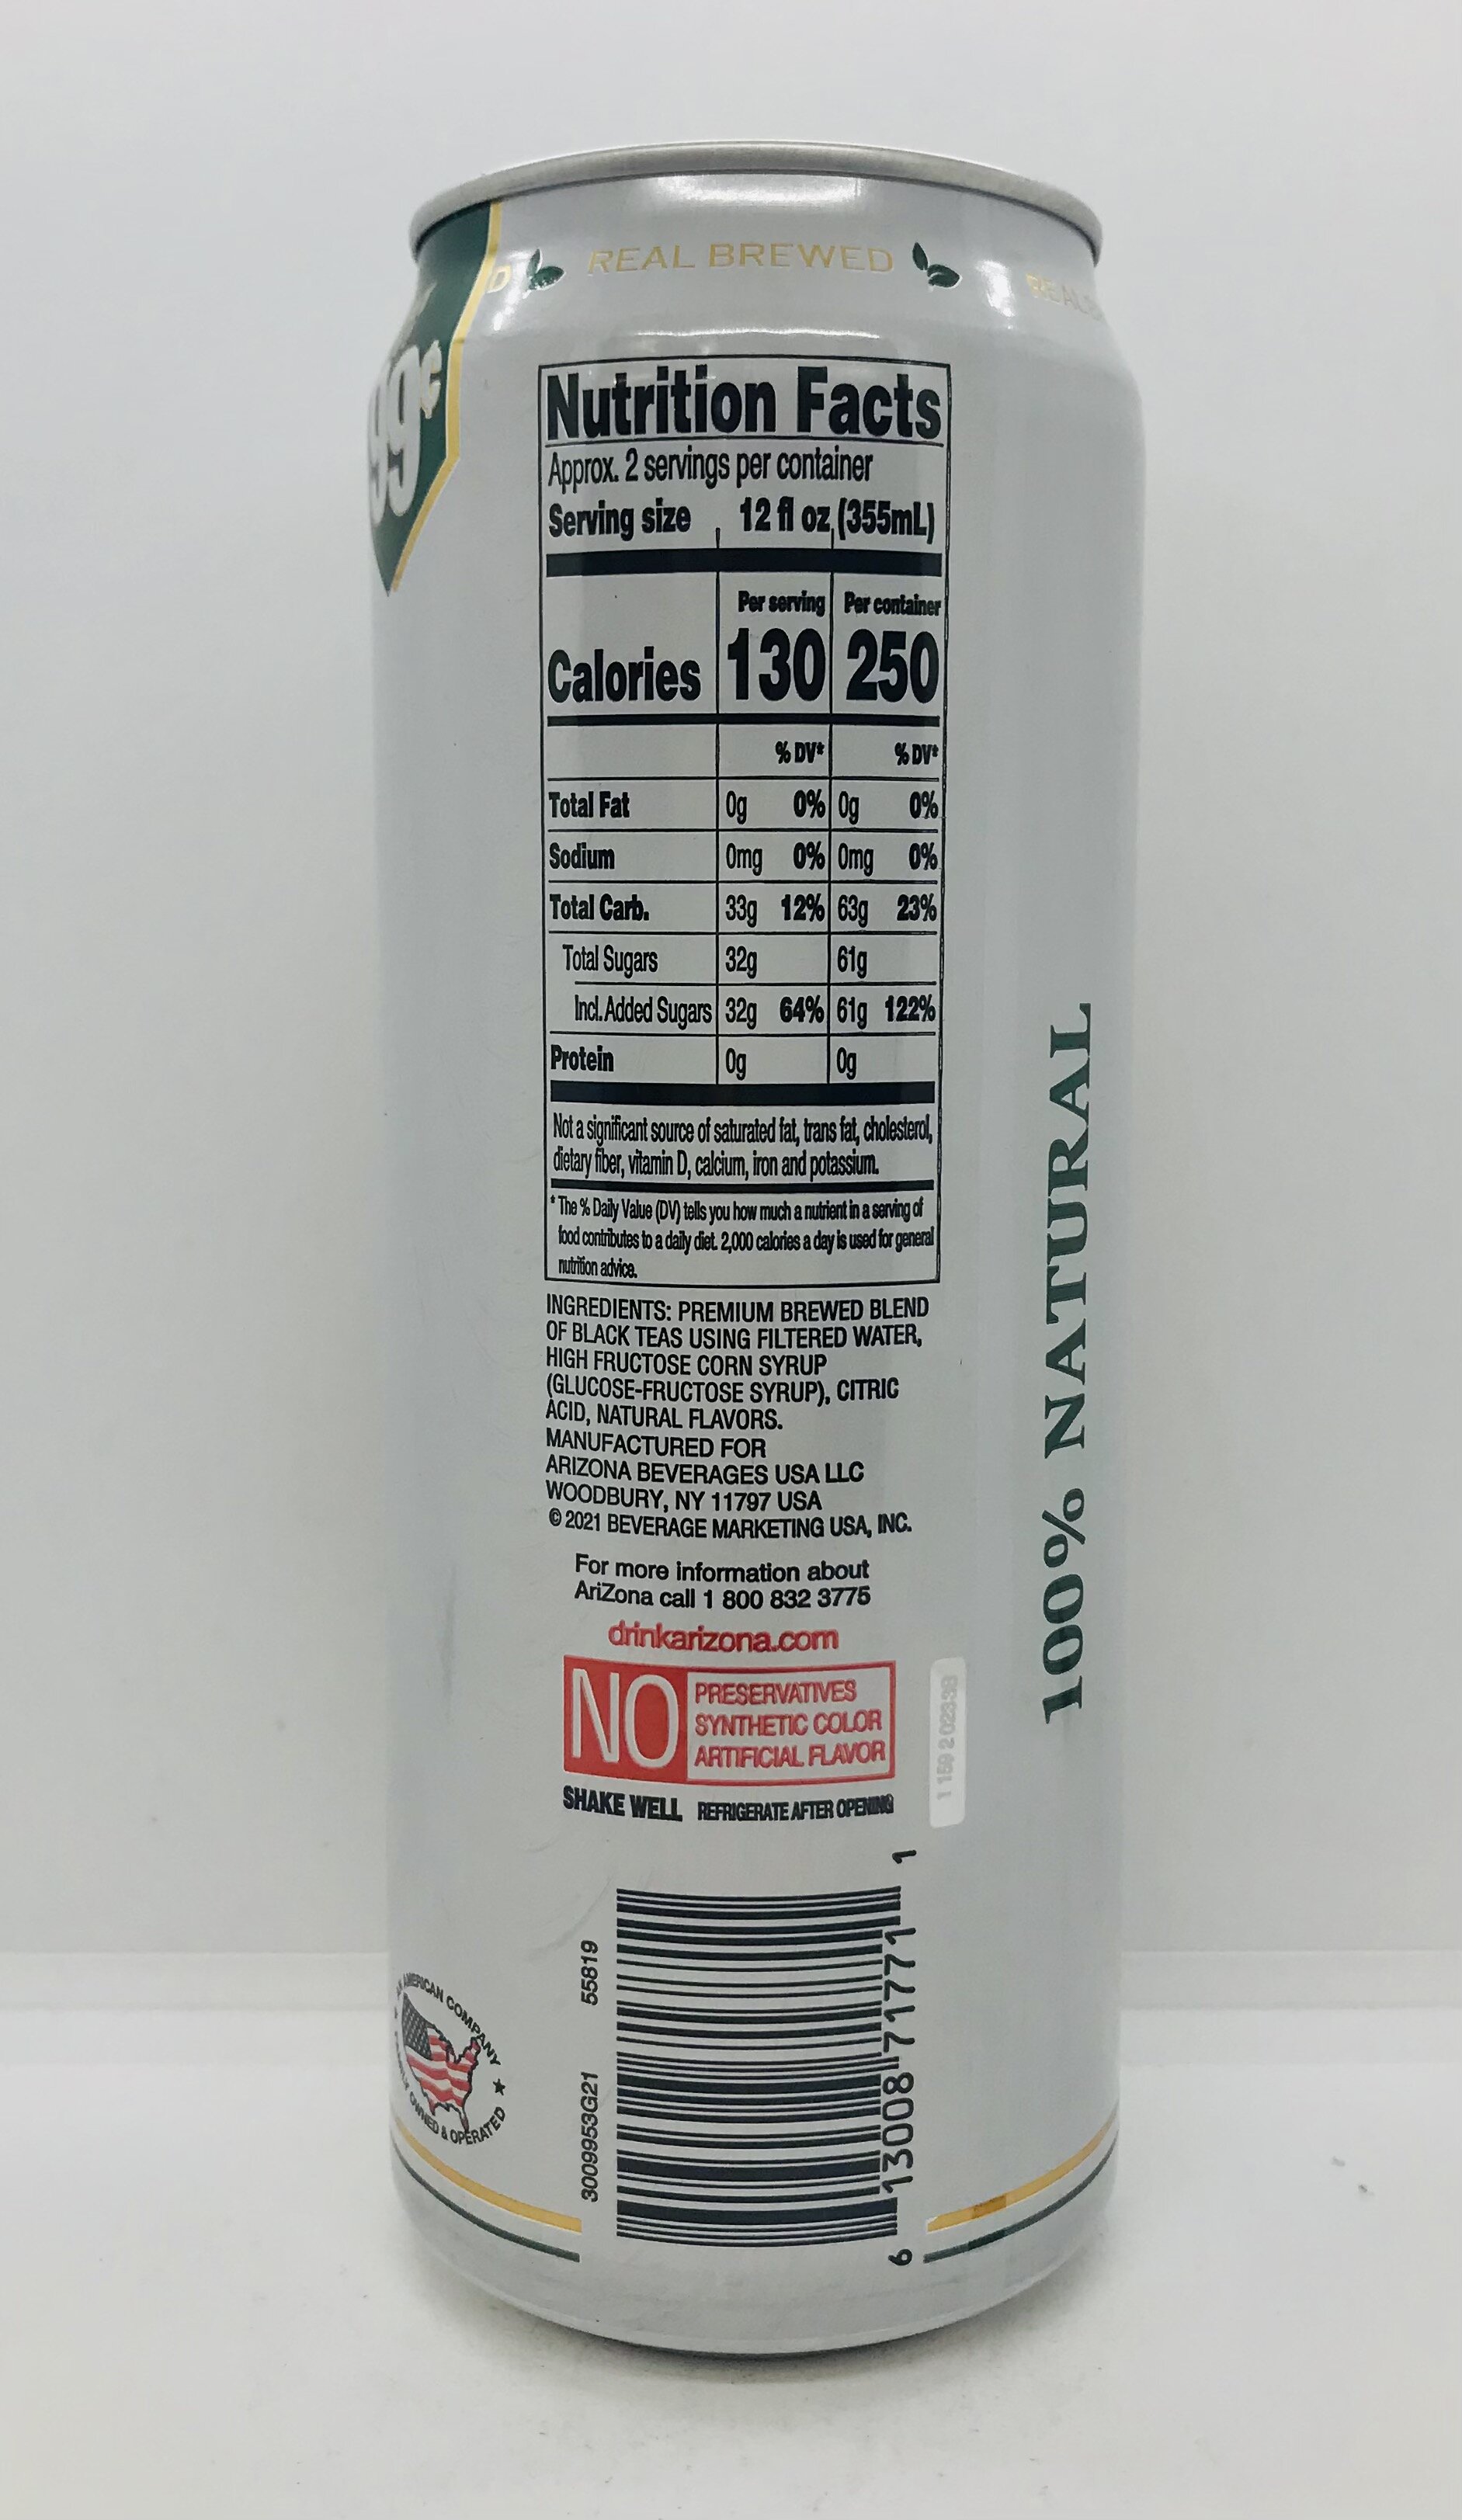 REAL BREWED
99¢
Nutrition Facts
Approx. 2 servings per container
Serving size 12 fl oz (355mL)
Per serving Per container
Calories 130 250
% DV* % DV*
Total Fat 0g 0% 0g 0%
Sodium 0mg 0% 0mg 0%
Total Carb. 33g 12% 63g 23%
Total Sugars 32g 61g
Incl. Added Sugars 32g 64% 61g 122%
Protein 0g 0g
Not a significant source of saturated fat, trans fat, cholesterol,
dietary fiber, vitamin D, calcium, iron and potassium.
* The % Daily Value (DV) tells you how much a nutrient in a serving of
food contributes to a daily diet. 2,000 calories a day is used for general
nutrition advice.
INGREDIENTS: PREMIUM BREWED BLEND
OF BLACK TEAS USING FILTERED WATER,
HIGH FRUCTOSE CORN SYRUP
(GLUCOSE-FRUCTOSE SYRUP), CITRIC
ACID, NATURAL FLAVORS.
MANUFACTURED FOR
ARIZONA BEVERAGES USA LLC
WOODBURY, NY 11797 USA
© 2021 BEVERAGE MARKETING USA, INC.
For more information about
AriZona call 1 800 832 3775
drinkarizona.com
NO
PRESERVATIVES
SYNTHETIC COLOR
ARTIFICIAL FLAVOR
SHAKE WELL REFRIGERATE AFTER OPENING
100% NATURAL
3009953G21 55819
6 13008 71771 1
AN AMERICAN COMPANY
FAMILY OWNED & OPERATED